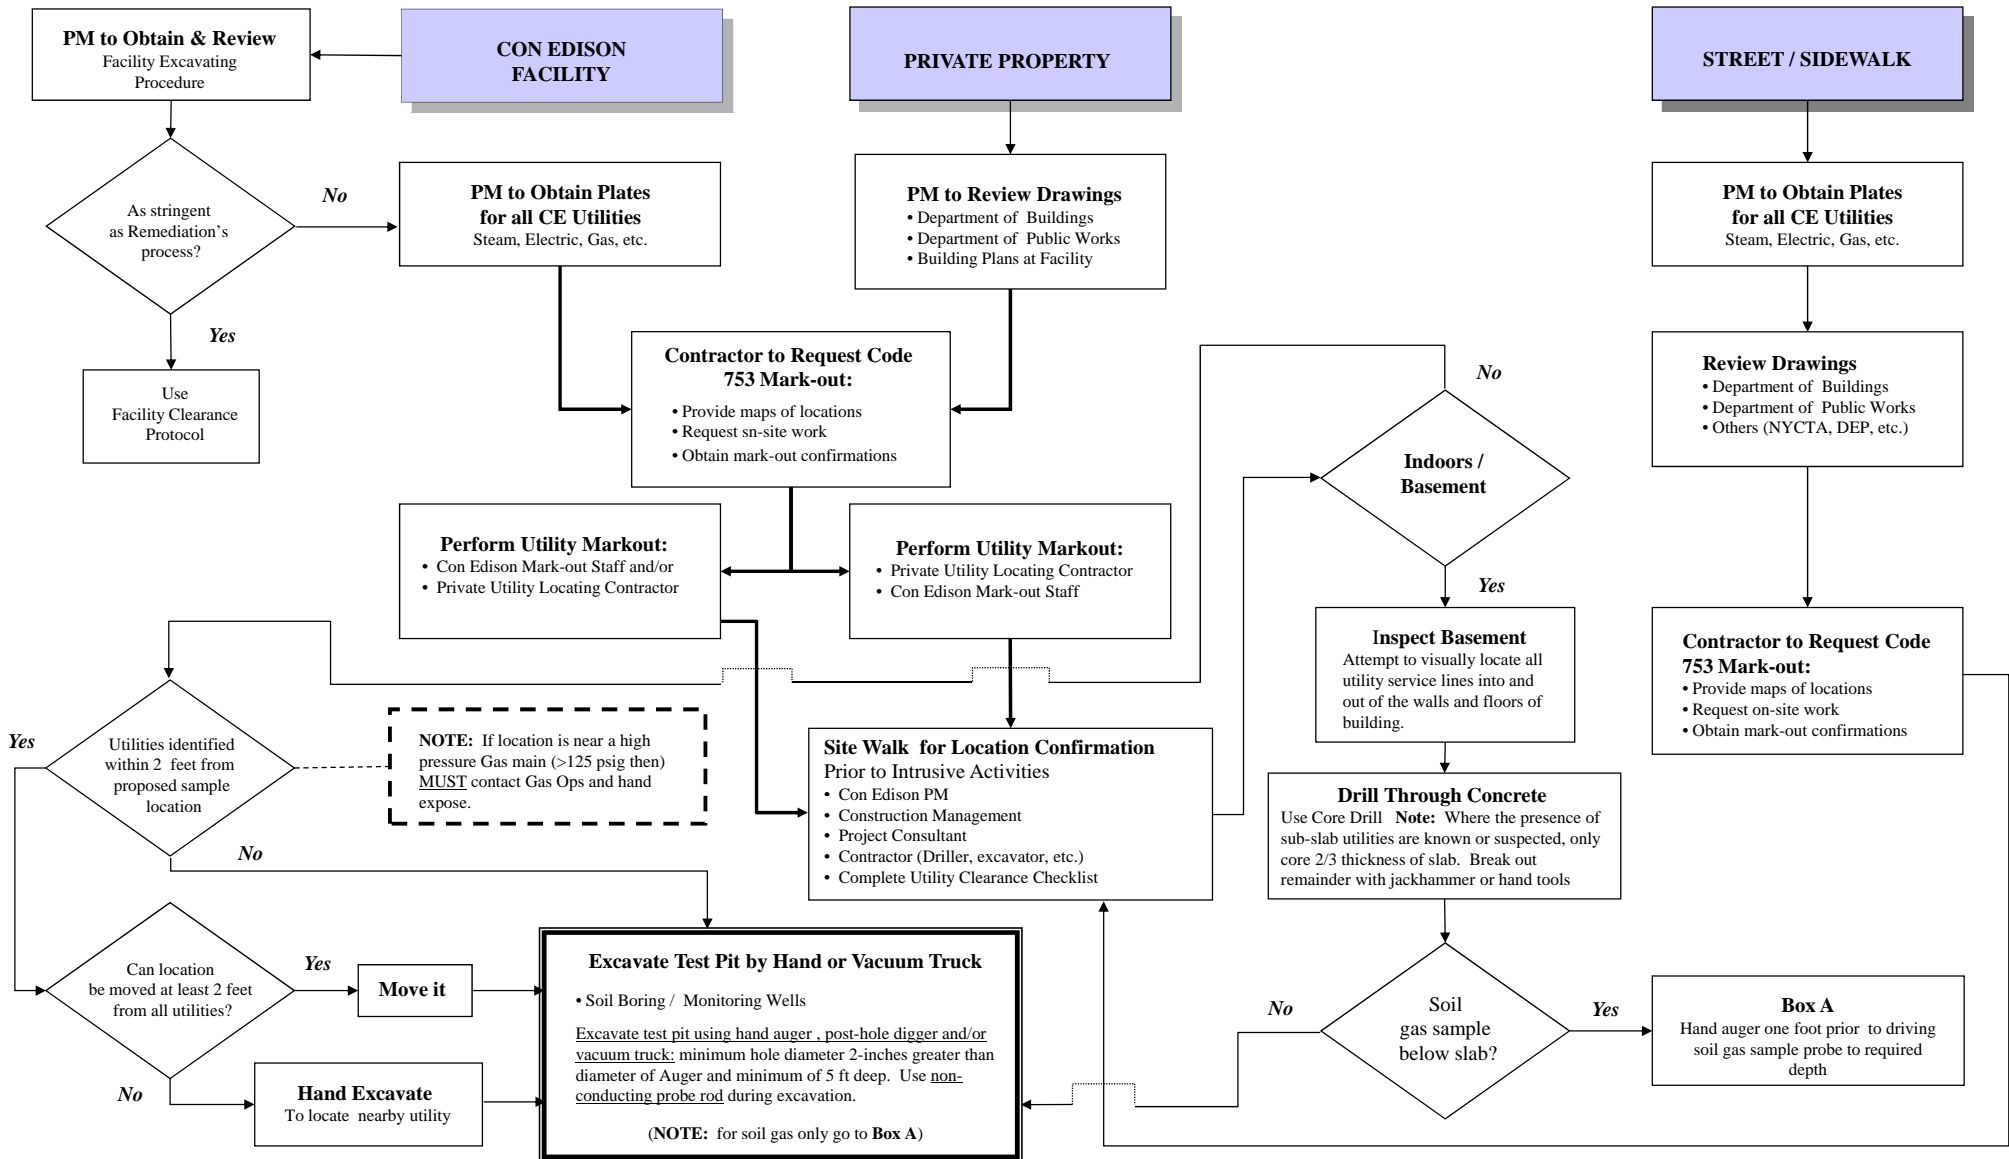 PM to Obtain & Review
Facility Excavating
Procedure
CON EDISON
FACILITY
PRIVATE PROPERTY
STREET / SIDEWALK
As stringent
as Remediation’s
process?
No
Yes
Use
Facility Clearance
Protocol
PM to Obtain Plates
for all CE Utilities
Steam, Electric, Gas, etc.
PM to Review Drawings
• Department of Buildings
• Department of Public Works
• Building Plans at Facility
PM to Obtain Plates
for all CE Utilities
Steam, Electric, Gas, etc.
Contractor to Request Code
753 Mark-out:
• Provide maps of locations
• Request sn-site work
• Obtain mark-out confirmations
Review Drawings
• Department of Buildings
• Department of Public Works
• Others (NYCTA, DEP, etc.)
No
Indoors /
Basement
Yes
Perform Utility Markout:
• Con Edison Mark-out Staff and/or
• Private Utility Locating Contractor
Perform Utility Markout:
• Private Utility Locating Contractor
• Con Edison Mark-out Staff
Inspect Basement
Attempt to visually locate all
utility service lines into and
out of the walls and floors of
building.
Contractor to Request Code
753 Mark-out:
• Provide maps of locations
• Request on-site work
• Obtain mark-out confirmations
Yes
Utilities identified
within 2 feet from
proposed sample
location
No
NOTE: If location is near a high
pressure Gas main (>125 psig then)
MUST contact Gas Ops and hand
expose.
Site Walk for Location Confirmation
Prior to Intrusive Activities
• Con Edison PM
• Construction Management
• Project Consultant
• Contractor (Driller, excavator, etc.)
• Complete Utility Clearance Checklist
Drill Through Concrete
Use Core Drill Note: Where the presence of
sub-slab utilities are known or suspected, only
core 2/3 thickness of slab. Break out
remainder with jackhammer or hand tools
Can location
be moved at least 2 feet
from all utilities?
Yes
Move it
No
Hand Excavate
To locate nearby utility
Excavate Test Pit by Hand or Vacuum Truck
• Soil Boring / Monitoring Wells
Excavate test pit using hand auger , post-hole digger and/or
vacuum truck: minimum hole diameter 2-inches greater than
diameter of Auger and minimum of 5 ft deep. Use non-
conducting probe rod during excavation.
(NOTE: for soil gas only go to Box A)
No
Soil
gas sample
below slab?
Yes
Box A
Hand auger one foot prior to driving
soil gas sample probe to required
depth